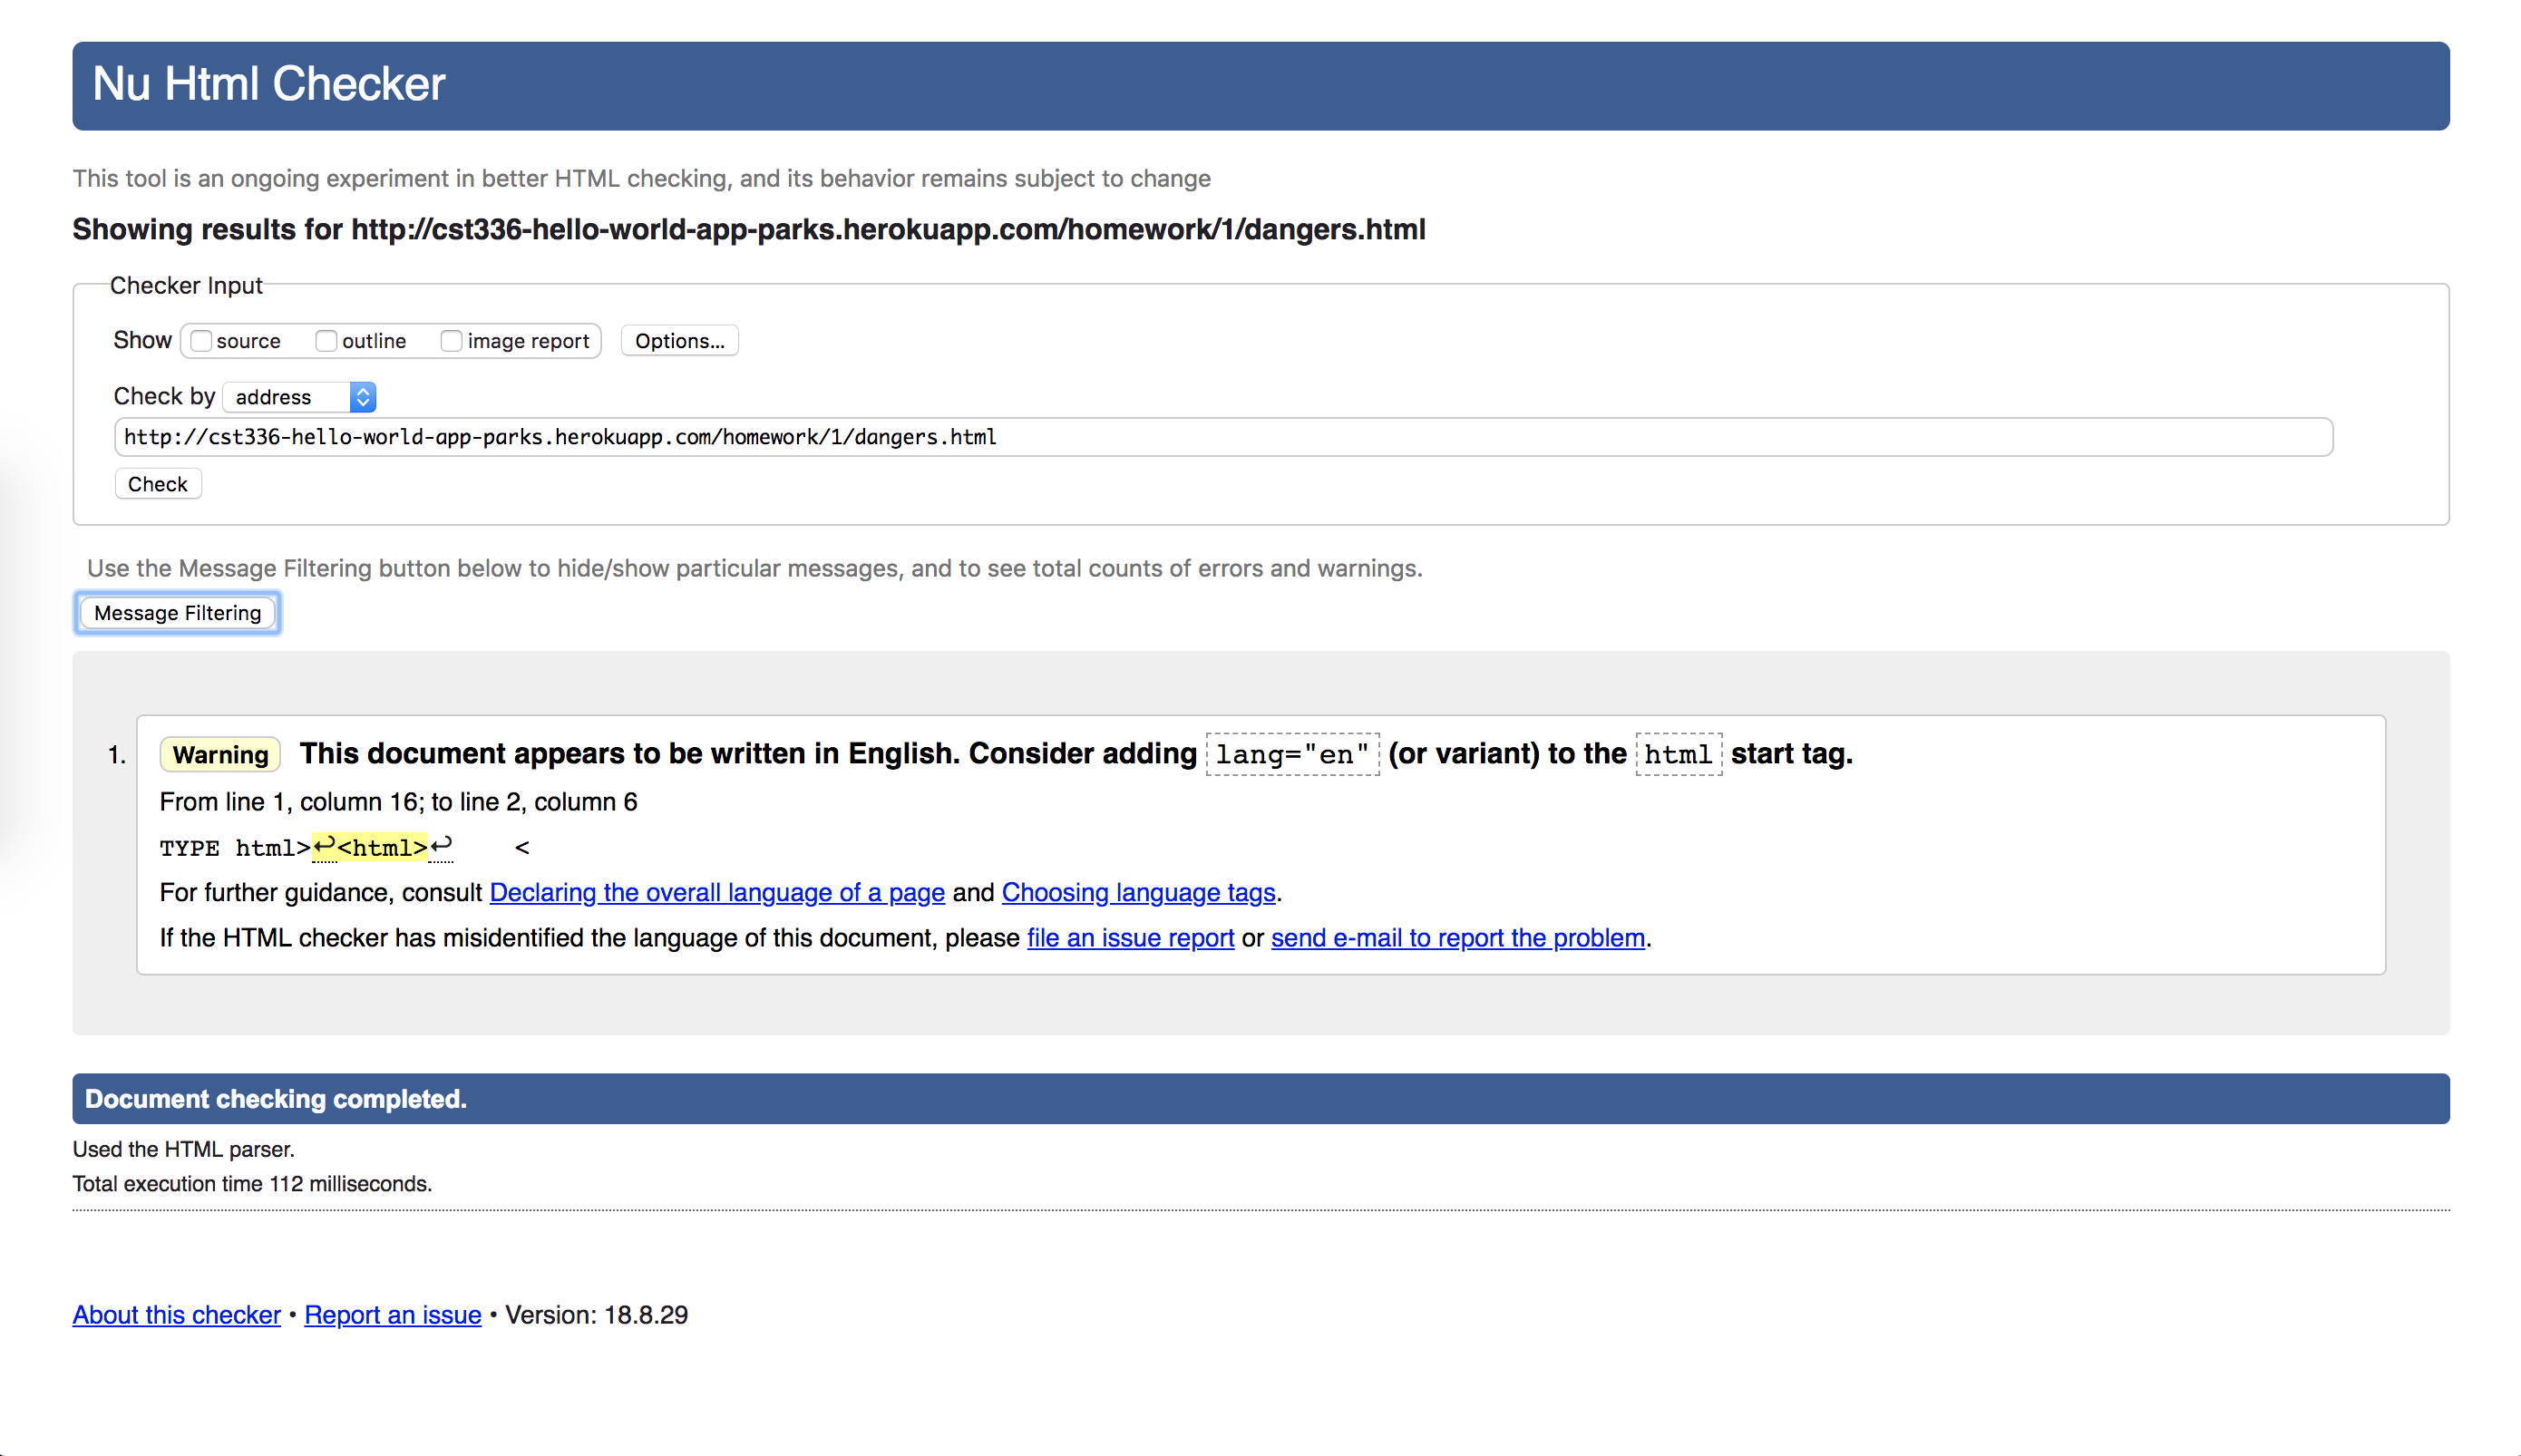 Nu Html Checker
This tool is an ongoing experiment in better HTML checking, and its behavior remains subject to change
Showing results for http://cst336-hello-world-app-parks.herokuapp.com/homework/1/dangers.html
Checker Input
Show source outline image report Options...
Check by address
http://cst336-hello-world-app-parks.herokuapp.com/homework/1/dangers.html
Check
Use the Message Filtering button below to hide/show particular messages, and to see total counts of errors and warnings.
Message Filtering
1. Warning This document appears to be written in English. Consider adding lang="en" (or variant) to the html start tag.
From line 1, column 16; to line 2, column 6
TYPE html>↩<html>↩    <
For further guidance, consult Declaring the overall language of a page and Choosing language tags.
If the HTML checker has misidentified the language of this document, please file an issue report or send e-mail to report the problem.
Document checking completed.
Used the HTML parser.
Total execution time 112 milliseconds.
About this checker • Report an issue • Version: 18.8.29